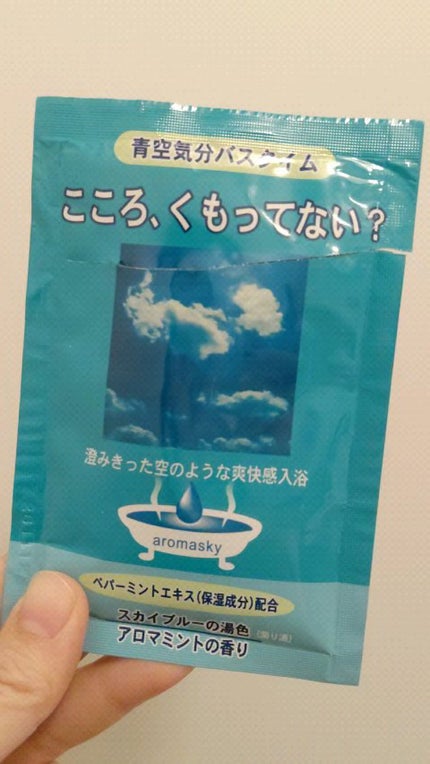 青空気分バスタイム
こころ、くもってない？
澄みきった空のような爽快感入浴
aromasky
ペパーミントエキス(保湿成分)配合
スカイブルーの湯色 (濁り湯)
アロマミントの香り